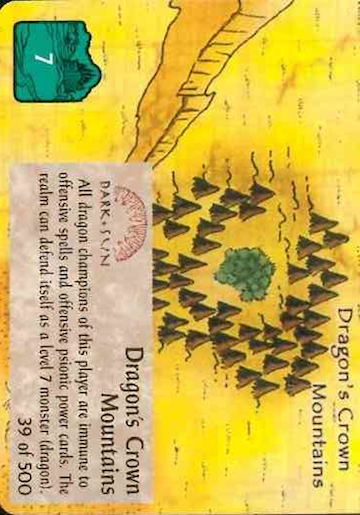 7
Dragon's Crown
Mountains
DARK SUN
Dragon's Crown
Mountains
All dragon champions of this player are immune to
offensive spells and offensive psionic power cards. The
realm can defend itself as a level 7 monster (dragon).
39 of 500